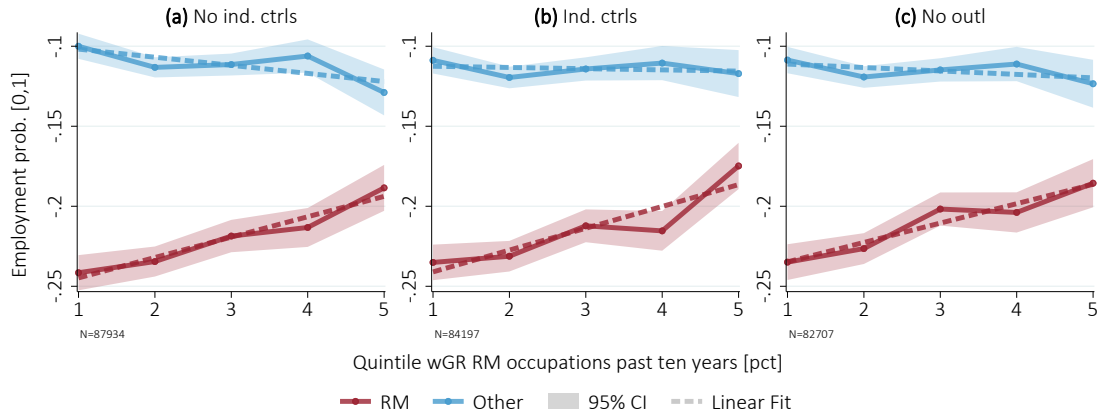 (a) No ind. ctrls
(b) Ind. ctrls
(c) No outl
Employment prob. [0,1]
-.1
-.15
-.2
-.25
1 2 3 4 5
N=87934
-.1
-.15
-.2
-.25
1 2 3 4 5
N=84197
-.1
-.15
-.2
-.25
1 2 3 4 5
N=82707
Quintile wGR RM occupations past ten years [pct]
RM Other 95% CI Linear Fit